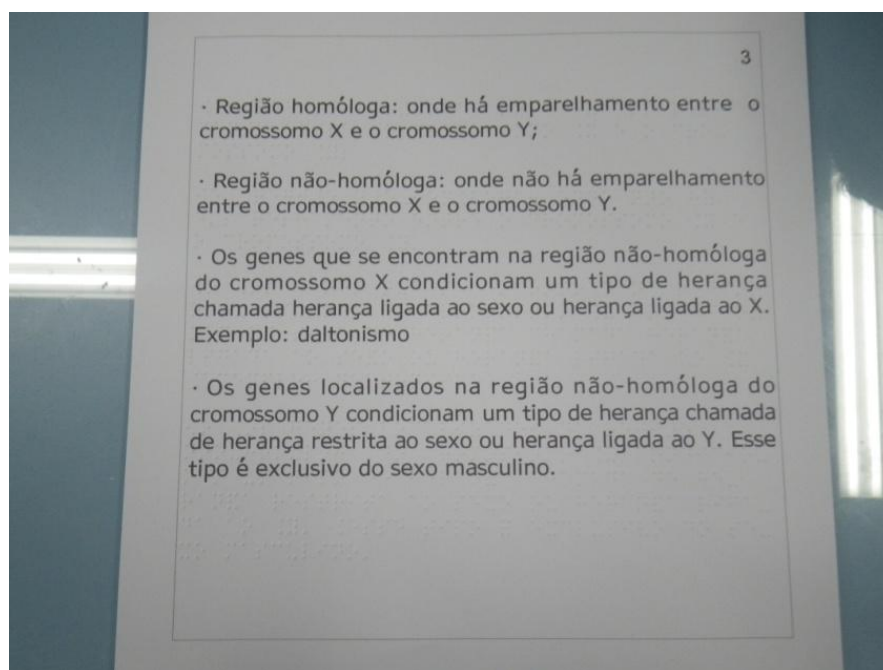 3
· Região homóloga: onde há emparelhamento entre o
cromossomo X e o cromossomo Y;
· Região não-homóloga: onde não há emparelhamento
entre o cromossomo X e o cromossomo Y.
· Os genes que se encontram na região não-homóloga
do cromossomo X condicionam um tipo de herança
chamada herança ligada ao sexo ou herança ligada ao X.
Exemplo: daltonismo
· Os genes localizados na região não-homóloga do
cromossomo Y condicionam um tipo de herança chamada
de herança restrita ao sexo ou herança ligada ao Y. Esse
tipo é exclusivo do sexo masculino.